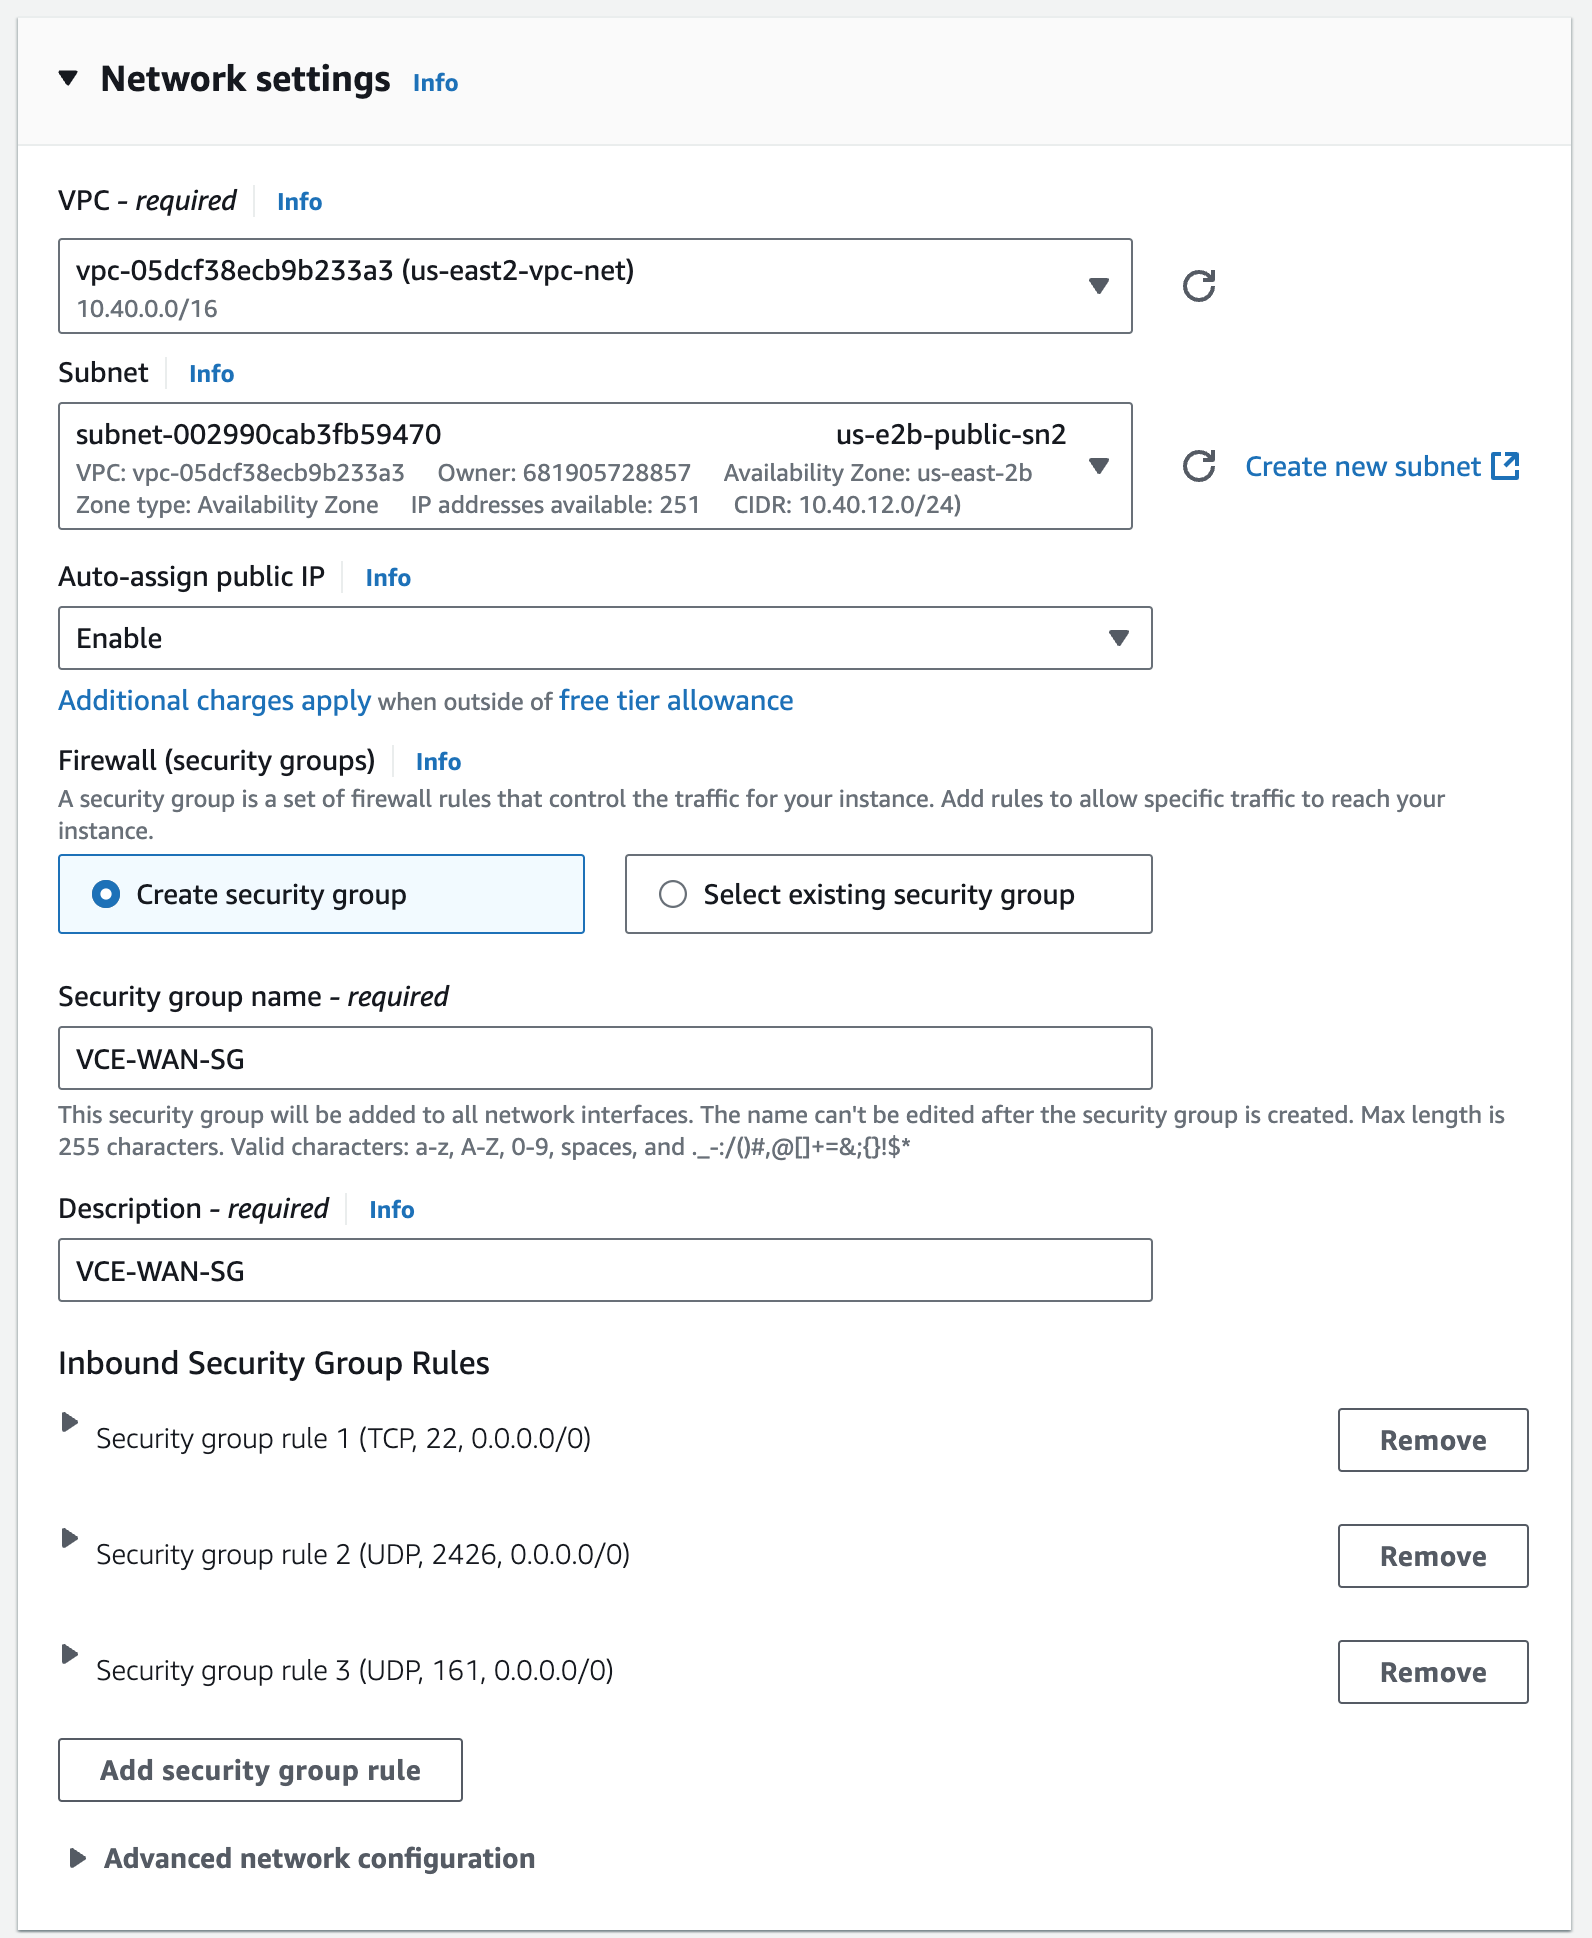 Network settings Info
VPC - required Info
vpc-05dcf38ecb9b233a3 (us-east2-vpc-net)
10.40.0.0/16
Subnet Info
subnet-002990cab3fb59470 us-e2b-public-sn2
VPC: vpc-05dcf38ecb9b233a3 Owner: 681905728857 Availability Zone: us-east-2b
Zone type: Availability Zone IP addresses available: 251 CIDR: 10.40.12.0/24)
Create new subnet
Auto-assign public IP Info
Enable
Additional charges apply when outside of free tier allowance
Firewall (security groups) Info
A security group is a set of firewall rules that control the traffic for your instance. Add rules to allow specific traffic to reach your
instance.
Create security group
Select existing security group
Security group name - required
VCE-WAN-SG
This security group will be added to all network interfaces. The name can't be edited after the security group is created. Max length is
255 characters. Valid characters: a-z, A-Z, 0-9, spaces, and ._-:/()#,@[]+=&;{}!$*
Description - required Info
VCE-WAN-SG
Inbound Security Group Rules
Security group rule 1 (TCP, 22, 0.0.0.0/0) Remove
Security group rule 2 (UDP, 2426, 0.0.0.0/0) Remove
Security group rule 3 (UDP, 161, 0.0.0.0/0) Remove
Add security group rule
Advanced network configuration